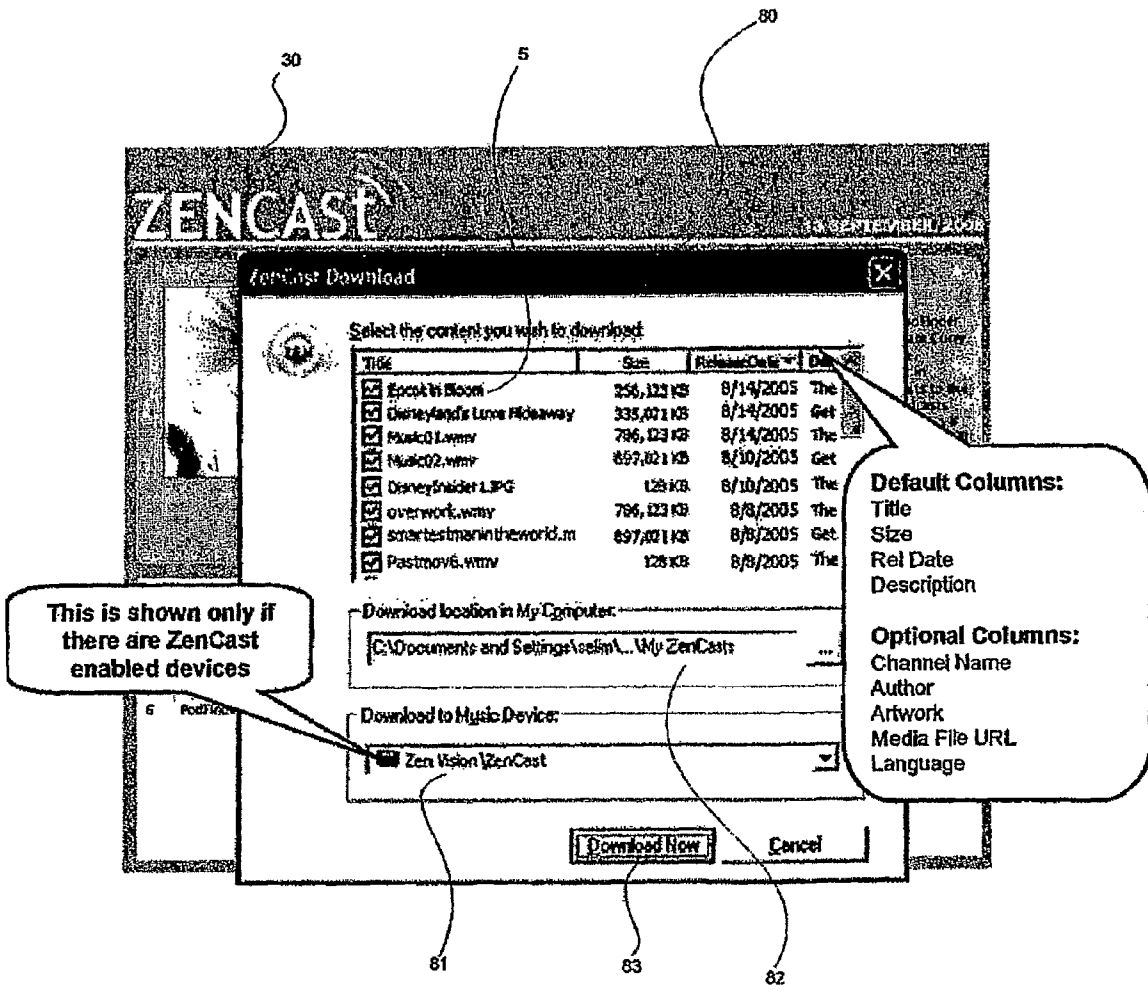 80
30
5
ZENCAST
13 SEPTEMBER, 2005
ZenCast Download
Select the content you wish to download:
Title Size Release Date
Epcot In Bloom 256,123 KB 8/14/2005 The
Disneyland's Luxe Hideaway 335,021 KB 8/14/2005 Get
Music01.wmv 796,123 KB 8/14/2005 The
Music02.wmv 897,021 KB 8/10/2005 Get
DisneyInsider1.JPG 128 KB 8/10/2005 The
overwork.wmv 796,123 KB 8/8/2005 The
smartestmanintheworld.m 897,021 KB 8/8/2005 Get
Pastmov6.wmv 128 KB 8/8/2005 The
Default Columns:
Title
Size
Rel Date
Description
Optional Columns:
Channel Name
Author
Artwork
Media File URL
Language
This is shown only if
there are ZenCast
enabled devices
Download location in My Computer:
C:\Documents and Settings\selim\...\My ZenCasts ...
6
Download to Music Device:
Zen Vision\ZenCast
Download Now Cancel
81
83
82